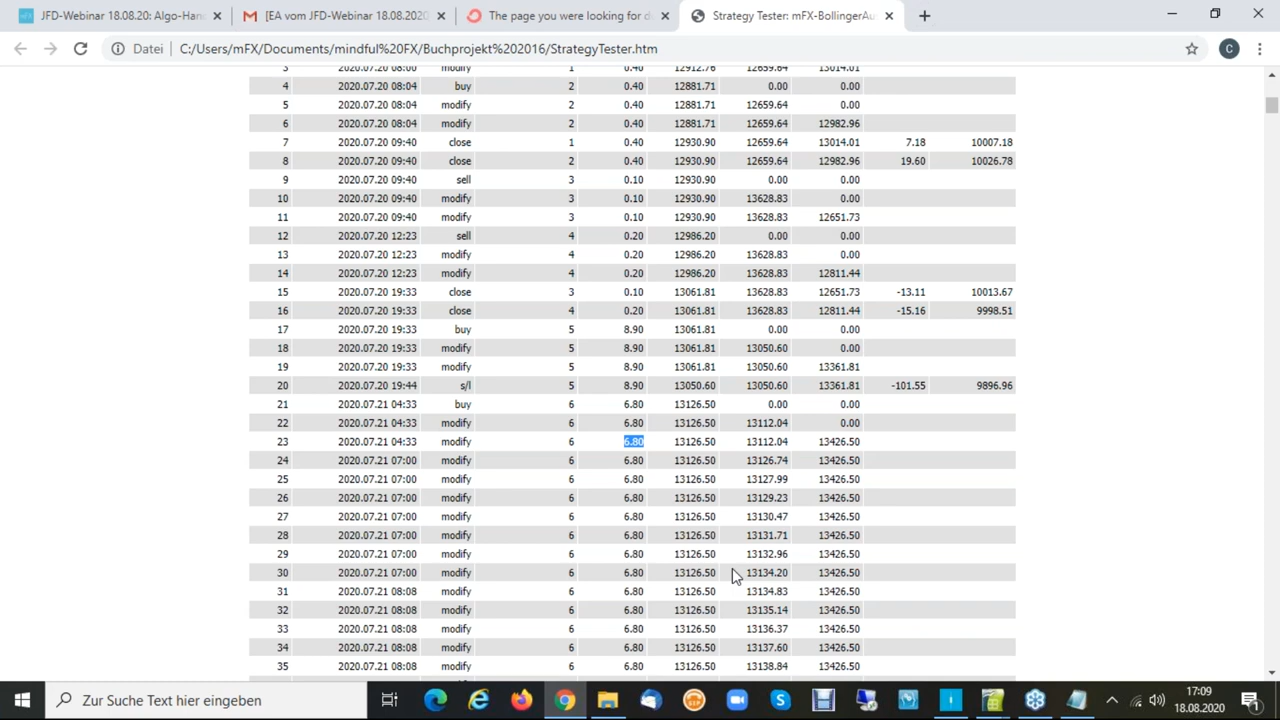 JFD-Webinar 18.08.20: Algo-Han
[EA vom JFD-Webinar 18.08.2020
The page you were looking for d
Strategy Tester: mFX-BollingerAus
Datei
C:/Users/mFX/Documents/mindful%20FX/Buchprojekt%202016/StrategyTester.htm
C
3 2020.07.20 08:00 modify 1 0.40 12912.76 12659.64 13014.01
4 2020.07.20 08:04 buy 2 0.40 12881.71 0.00 0.00
5 2020.07.20 08:04 modify 2 0.40 12881.71 12659.64 0.00
6 2020.07.20 08:04 modify 2 0.40 12881.71 12659.64 12982.96
7 2020.07.20 09:40 close 1 0.40 12930.90 12659.64 13014.01 7.18 10007.18
8 2020.07.20 09:40 close 2 0.40 12930.90 12659.64 12982.96 19.60 10026.78
9 2020.07.20 09:40 sell 3 0.10 12930.90 0.00 0.00
10 2020.07.20 09:40 modify 3 0.10 12930.90 13628.83 0.00
11 2020.07.20 09:40 modify 3 0.10 12930.90 13628.83 12651.73
12 2020.07.20 12:23 sell 4 0.20 12986.20 0.00 0.00
13 2020.07.20 12:23 modify 4 0.20 12986.20 13628.83 0.00
14 2020.07.20 12:23 modify 4 0.20 12986.20 13628.83 12811.44
15 2020.07.20 19:33 close 3 0.10 13061.81 13628.83 12651.73 -13.11 10013.67
16 2020.07.20 19:33 close 4 0.20 13061.81 13628.83 12811.44 -15.16 9998.51
17 2020.07.20 19:33 buy 5 8.90 13061.81 0.00 0.00
18 2020.07.20 19:33 modify 5 8.90 13061.81 13050.60 0.00
19 2020.07.20 19:33 modify 5 8.90 13061.81 13050.60 13361.81
20 2020.07.20 19:44 s/l 5 8.90 13050.60 13050.60 13361.81 -101.55 9896.96
21 2020.07.21 04:33 buy 6 6.80 13126.50 0.00 0.00
22 2020.07.21 04:33 modify 6 6.80 13126.50 13112.04 0.00
23 2020.07.21 04:33 modify 6 6.80 13126.50 13112.04 13426.50
24 2020.07.21 07:00 modify 6 6.80 13126.50 13126.74 13426.50
25 2020.07.21 07:00 modify 6 6.80 13126.50 13127.99 13426.50
26 2020.07.21 07:00 modify 6 6.80 13126.50 13129.23 13426.50
27 2020.07.21 07:00 modify 6 6.80 13126.50 13130.47 13426.50
28 2020.07.21 07:00 modify 6 6.80 13126.50 13131.71 13426.50
29 2020.07.21 07:00 modify 6 6.80 13126.50 13132.96 13426.50
30 2020.07.21 07:00 modify 6 6.80 13126.50 13134.20 13426.50
31 2020.07.21 08:08 modify 6 6.80 13126.50 13134.83 13426.50
32 2020.07.21 08:08 modify 6 6.80 13126.50 13135.14 13426.50
33 2020.07.21 08:08 modify 6 6.80 13126.50 13136.37 13426.50
34 2020.07.21 08:08 modify 6 6.80 13126.50 13137.60 13426.50
35 2020.07.21 08:08 modify 6 6.80 13126.50 13138.84 13426.50
Zur Suche Text hier eingeben
17:09
18.08.2020